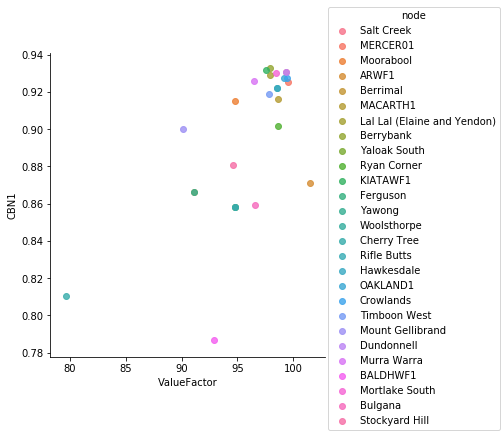 node
Salt Creek
MERCER01
Moorabool
ARWF1
Berrimal
MACARTH1
Lal Lal (Elaine and Yendon)
Berrybank
Yaloak South
Ryan Corner
KIATAWF1
Ferguson
Yawong
Woolsthorpe
Cherry Tree
Rifle Butts
Hawkesdale
OAKLAND1
Crowlands
Timboon West
Mount Gellibrand
Dundonnell
Murra Warra
BALDHWF1
Mortlake South
Bulgana
Stockyard Hill
0.94
0.92
0.90
0.88
0.86
0.84
0.82
0.80
0.78
CBN1
80
85
90
95
100
ValueFactor